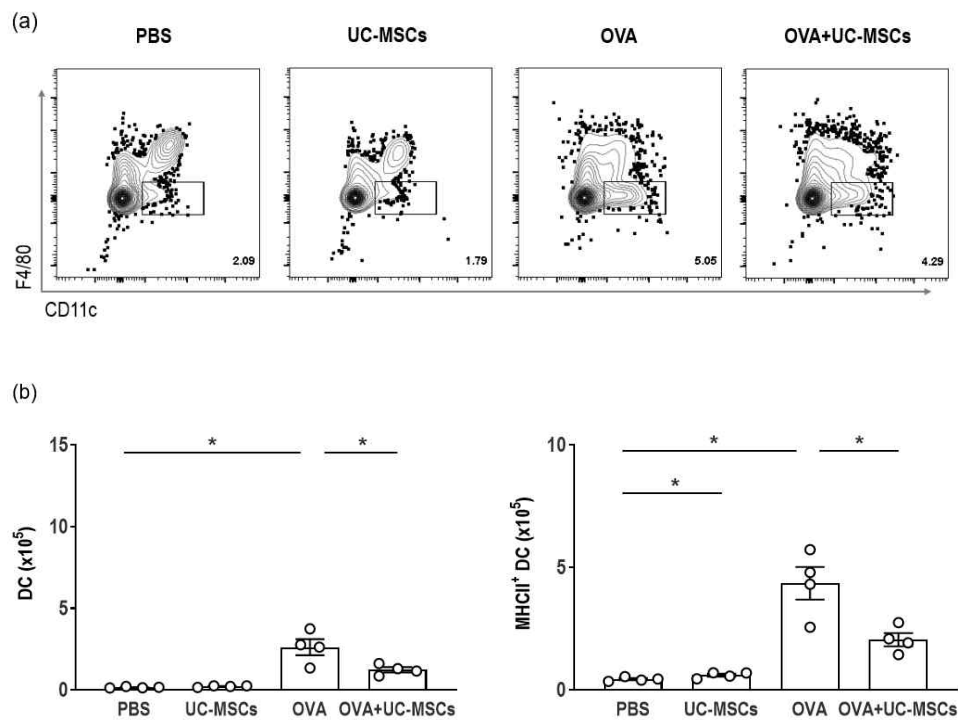 (a)
PBS UC-MSCs OVA OVA+UC-MSCs
2.09 1.79 5.05 4.29
F4/80
CD11c
(b)
* *
15
10
5
0
DC (x10⁵)
PBS UC-MSCs OVA OVA+UC-MSCs
* *
*
10
5
0
MHCII⁺ DC (x10⁵)
PBS UC-MSCs OVA OVA+UC-MSCs